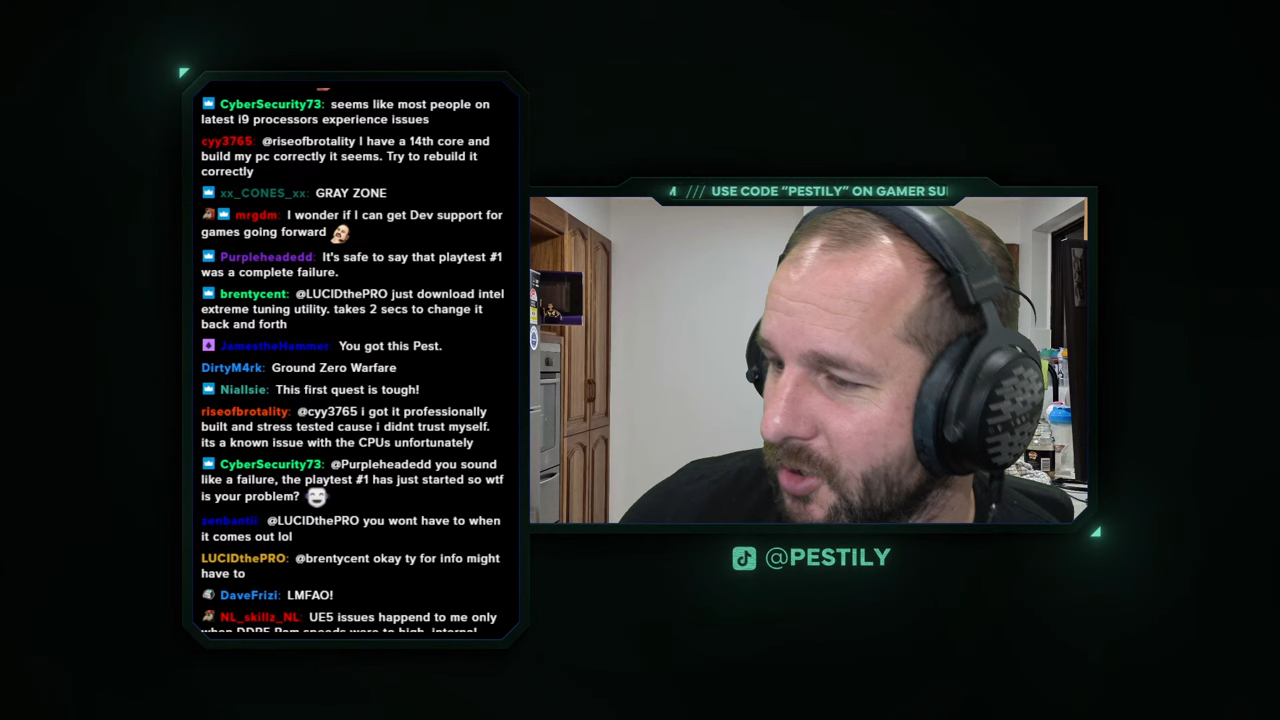 CyberSecurity73: seems like most people on
latest i9 processors experience issues
cyy3765: @riseofbrotality I have a 14th core and
build my pc correctly it seems. Try to rebuild it
correctly
xx_CONES_xx: GRAY ZONE
mrgdm: I wonder if I can get Dev support for
games going forward
Purpleheadedd: It's safe to say that playtest #1
was a complete failure.
brentycent: @LUCIDthePRO just download intel
extreme tuning utility. takes 2 secs to change it
back and forth
JamestheHammer: You got this Pest.
DirtyM4rk: Ground Zero Warfare
Niallsie: This first quest is tough!
riseofbrotality: @cyy3765 i got it professionally
built and stress tested cause i didnt trust myself.
its a known issue with the CPUs unfortunately
CyberSecurity73: @Purpleheadedd you sound
like a failure, the playtest #1 has just started so wtf
is your problem?
@LUCIDthePRO you wont have to when
it comes out lol
LUCIDthePRO: @brentycent okay ty for info might
have to
DaveFrizi: LMFAO!
NL_skillz_NL: UE5 issues happend to me only
when DDR5 Ram speeds were to high, internal
/// USE CODE "PESTILY" ON GAMER SU
@PESTILY